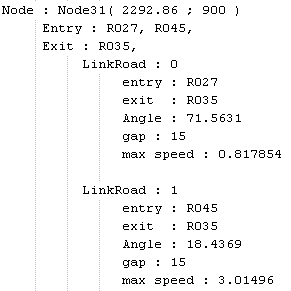 Node : Node31( 2292.86 ; 900 )
Entry : RO27, RO45,
Exit : RO35,
LinkRoad : 0
entry : RO27
exit : RO35
Angle : 71.5631
gap : 15
max speed : 0.817854
LinkRoad : 1
entry : RO45
exit : RO35
Angle : 18.4369
gap : 15
max speed : 3.01496